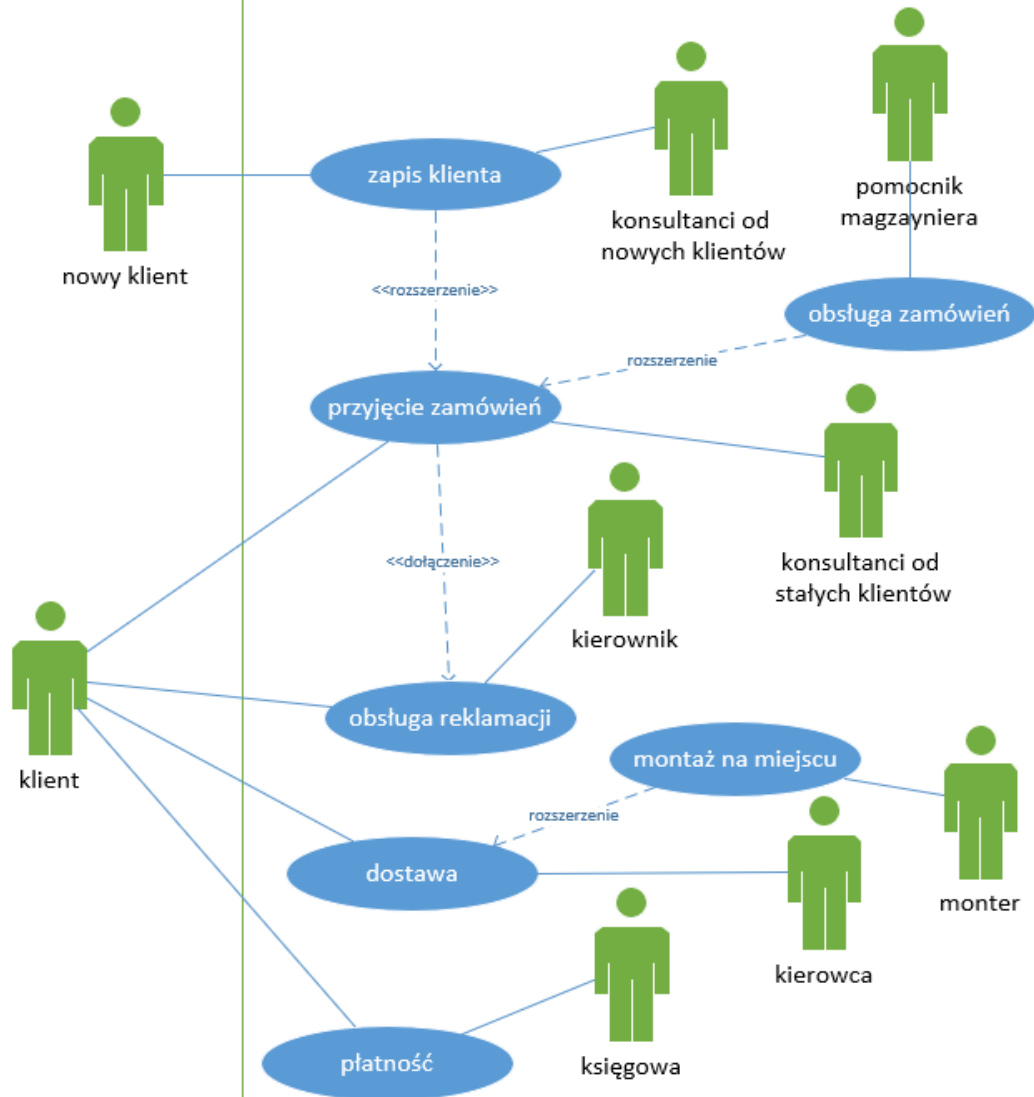 zapis klienta
pomocnik
magzayniera
konsultanci od
nowych klientów
nowy klient
<<rozszerzenie>>
obsługa zamówień
rozszerzenie
przyjęcie zamówień
<<dołączenie>>
konsultanci od
stałych klientów
kierownik
obsługa reklamacji
klient
montaż na miejscu
rozszerzenie
dostawa
monter
kierowca
płatność
księgowa